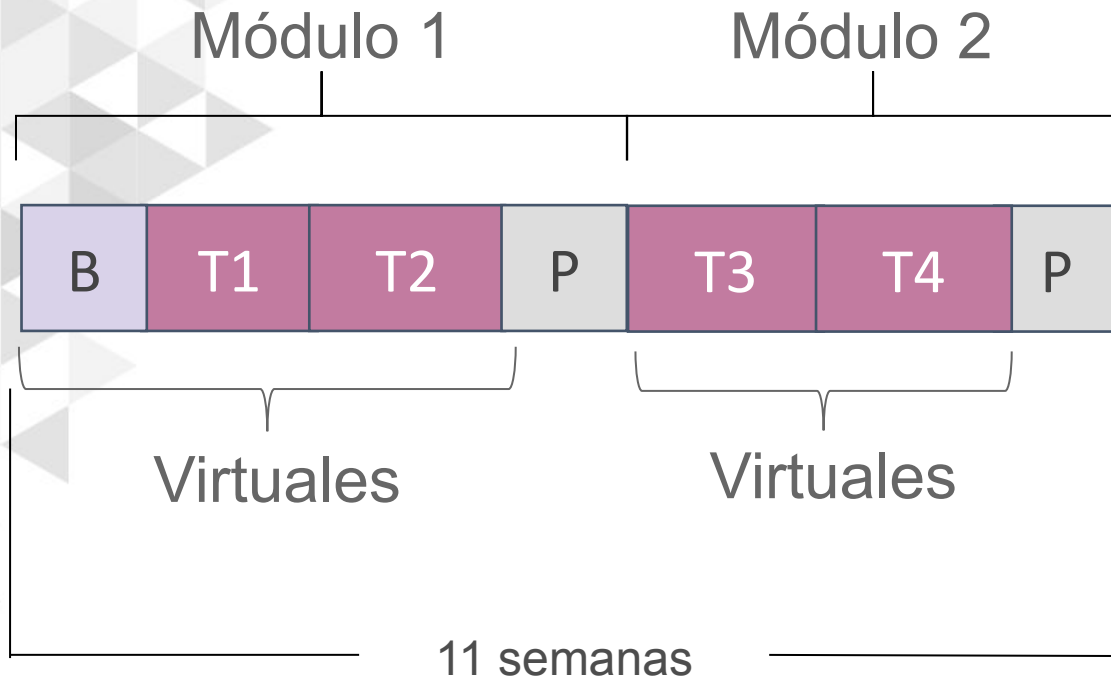 Módulo 1
Módulo 2
B
T1
T2
P
T3
T4
P
Virtuales
Virtuales
11 semanas